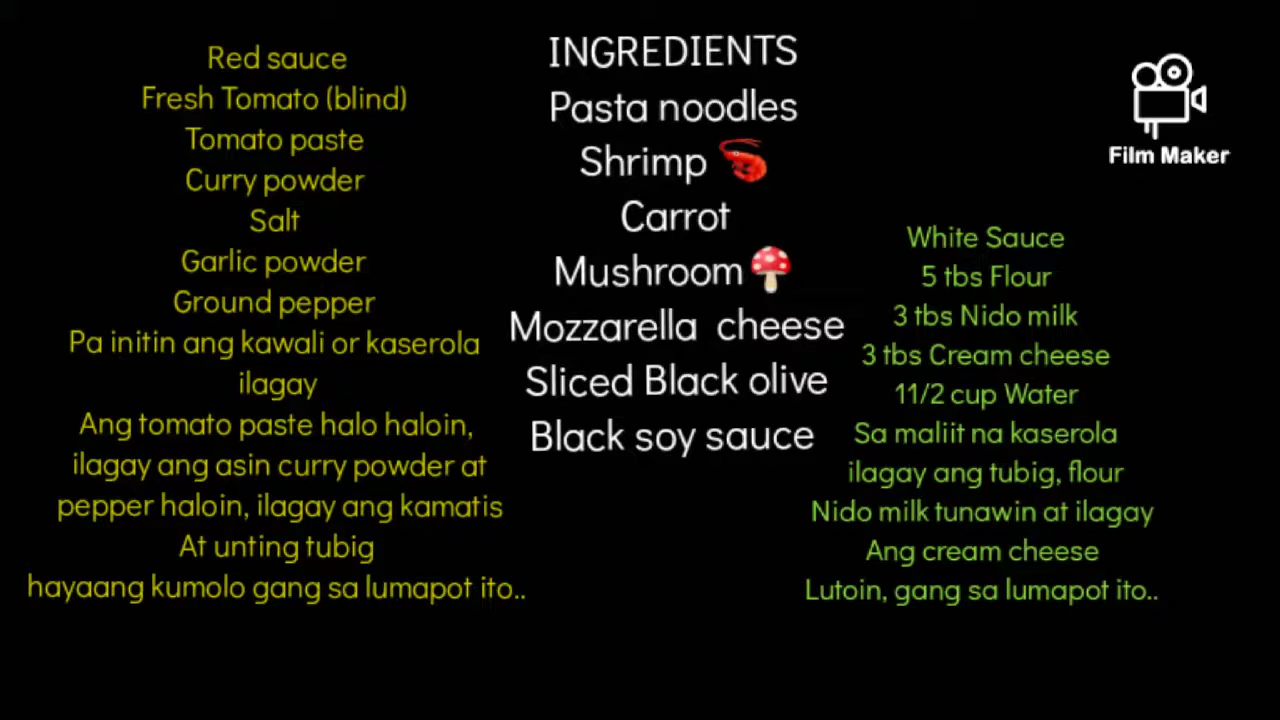 Red sauce
Fresh Tomato (blind)
Tomato paste
Curry powder
Salt
Garlic powder
Ground pepper
Pa initin ang kawali or kaserola
ilagay
Ang tomato paste halo haloin,
ilagay ang asin curry powder at
pepper haloin, ilagay ang kamatis
At unting tubig
hayaang kumolo gang sa lumapot ito..
INGREDIENTS
Pasta noodles
Shrimp 🦐
Carrot
Mushroom🍄
Mozzarella cheese
Sliced Black olive
Black soy sauce
Film Maker
White Sauce
5 tbs Flour
3 tbs Nido milk
3 tbs Cream cheese
11/2 cup Water
Sa maliit na kaserola
ilagay ang tubig, flour
Nido milk tunawin at ilagay
Ang cream cheese
Lutoin, gang sa lumapot ito..